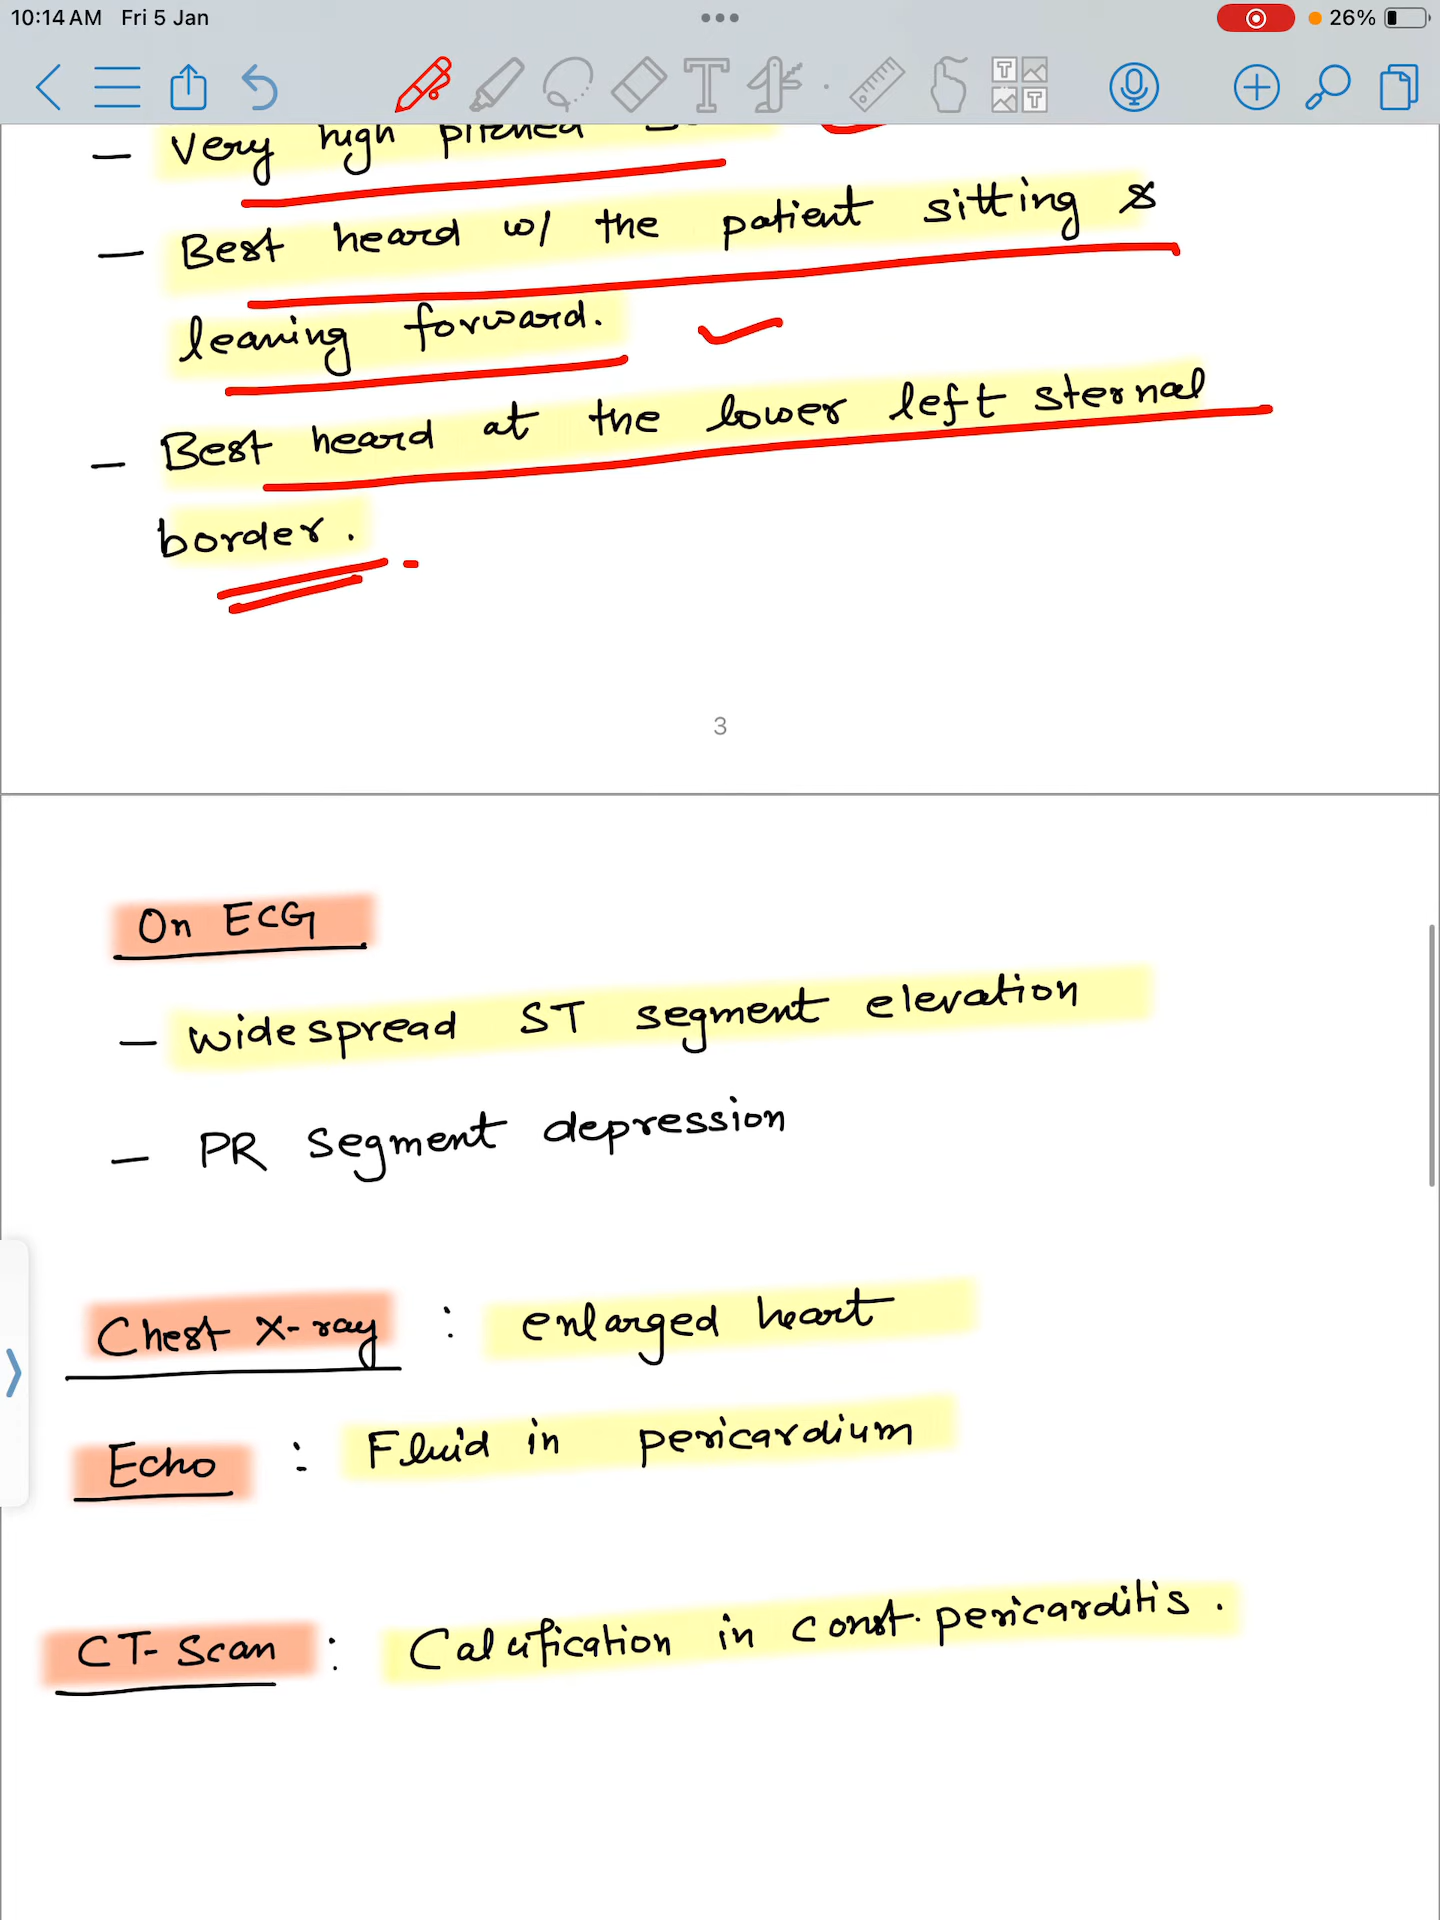 10:14 AM Fri 5 Jan
26%
- Very high pitched
- Best heard w/ the patient sitting &
leaning forward.
- Best heard at the lower left sternal
border.
3
On ECG
- widespread ST segment elevation
- PR segment depression
Chest X-ray : enlarged heart
Echo : Fluid in pericardium
CT-Scan : Calcification in const. pericarditis.